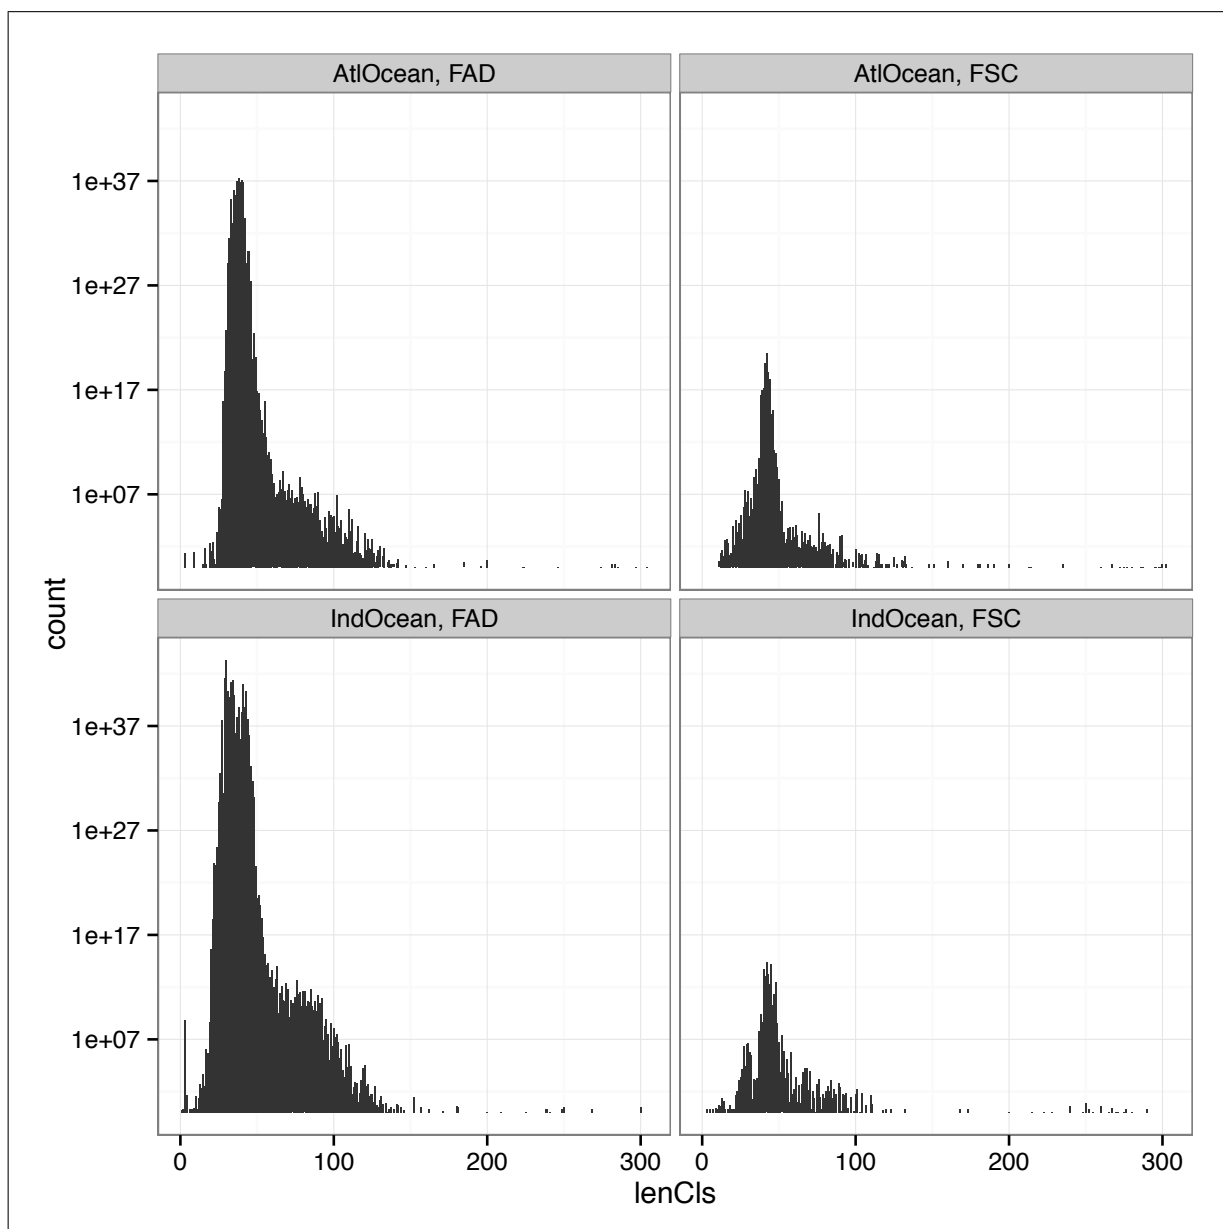 AtlOcean, FAD
AtlOcean, FSC
1e+37
1e+27
1e+17
1e+07
IndOcean, FAD
IndOcean, FSC
1e+37
1e+27
1e+17
1e+07
count
0 100 200 300
0 100 200 300
lenCls